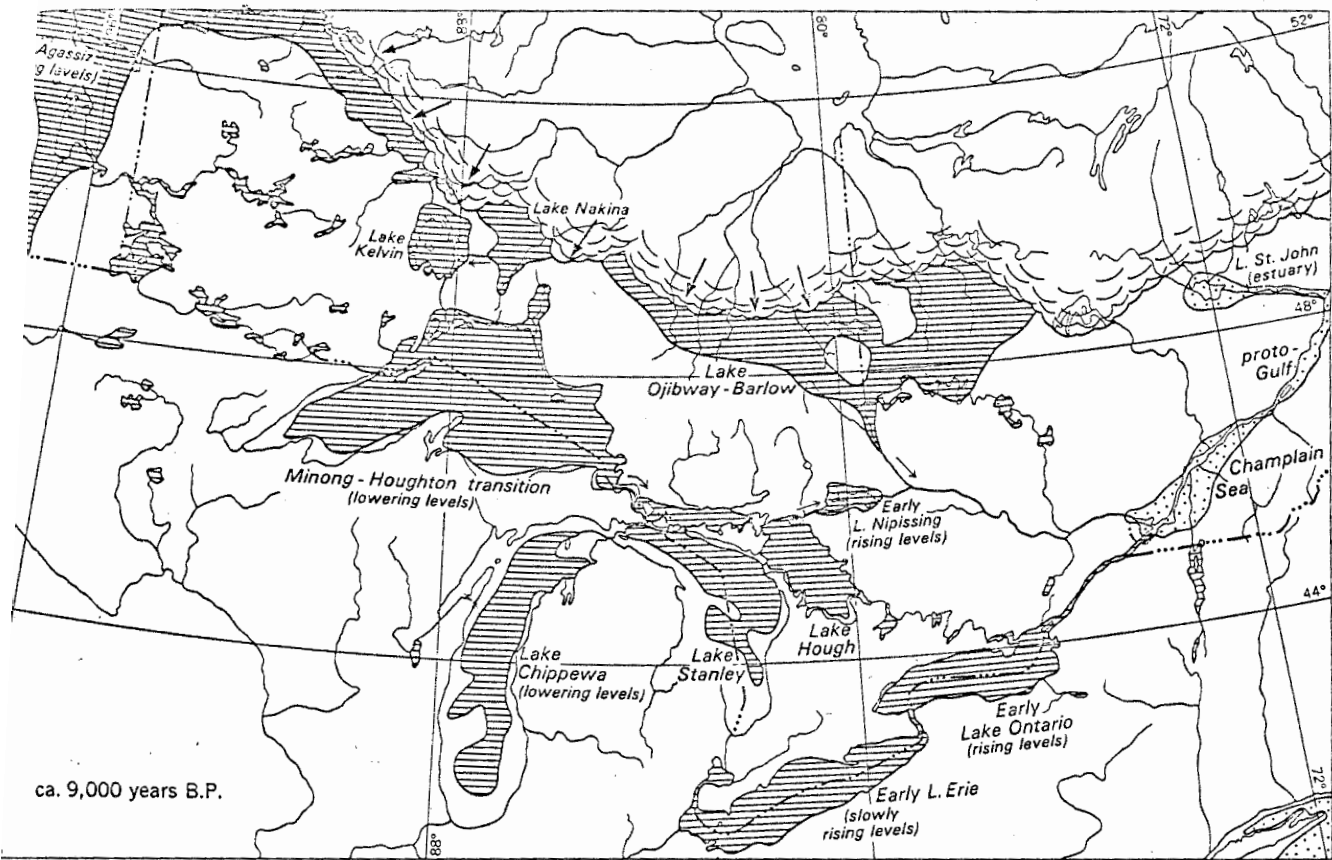 88°
80°
72°
52°
Agassiz
g levels)
Lake Nakina
Lake
Kelvin
L. St. John
(estuary)
48°
proto-
Gulf
Lake
Ojibway-Barlow
Champlain
Sea
Minong-Houghton transition
(lowering levels)
Early
L. Nipissing
(rising levels)
44°
Lake
Hough
Lake
Chippewa
(lowering levels)
Lake
Stanley
Early
Lake Ontario
(rising levels)
ca. 9,000 years B.P.
Early L. Erie
(slowly
rising levels)
88°
72°